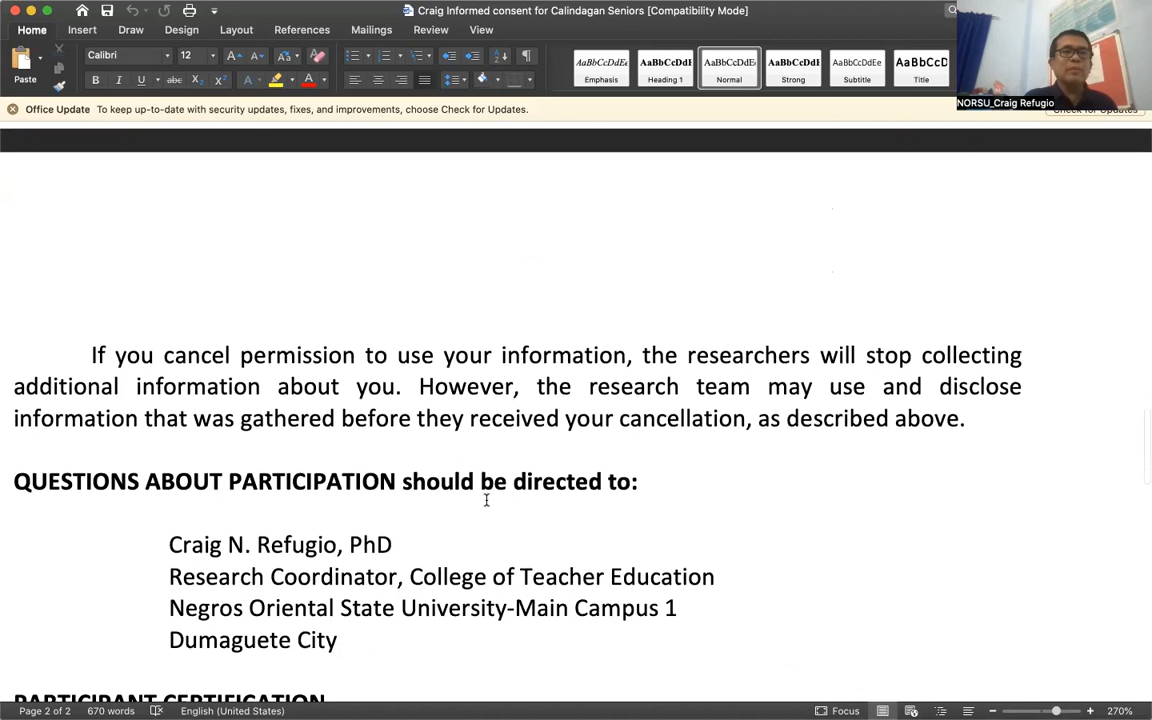 Craig Informed consent for Calindagan Seniors [Compatibility Mode]
Home Insert Draw Design Layout References Mailings Review View
Paste
Calibri 12
AaBbCcDdEe AaBbCcDdE AaBbCcDdEe AaBbCcDdE AaBbCcDdEe AaBbCcD
Emphasis Heading 1 Normal Strong Subtitle Title
NORSU_Craig Refugio
Office Update To keep up-to-date with security updates, fixes, and improvements, choose Check for Updates.
If you cancel permission to use your information, the researchers will stop collecting
additional information about you. However, the research team may use and disclose
information that was gathered before they received your cancellation, as described above.
QUESTIONS ABOUT PARTICIPATION should be directed to:
Craig N. Refugio, PhD
Research Coordinator, College of Teacher Education
Negros Oriental State University-Main Campus 1
Dumaguete City
PARTICIPANT CERTIFICATION
Page 2 of 2 670 words English (United States) Focus 270%